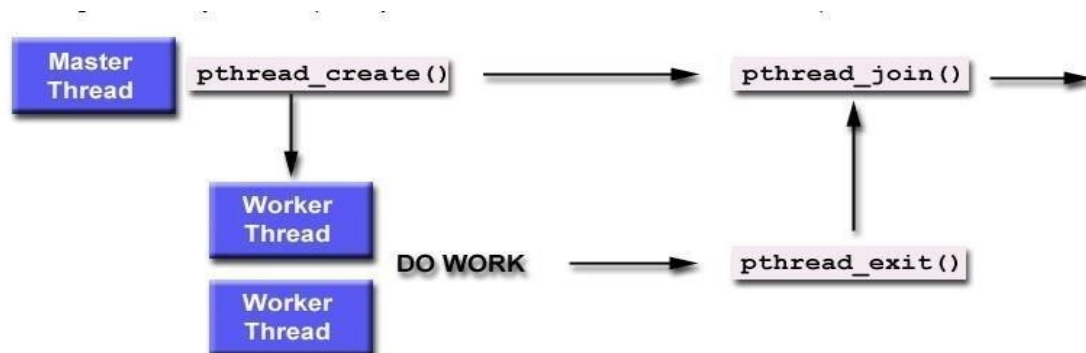 Master
Thread
pthread_create()
pthread_join()
Worker
Thread
DO WORK
pthread_exit()
Worker
Thread